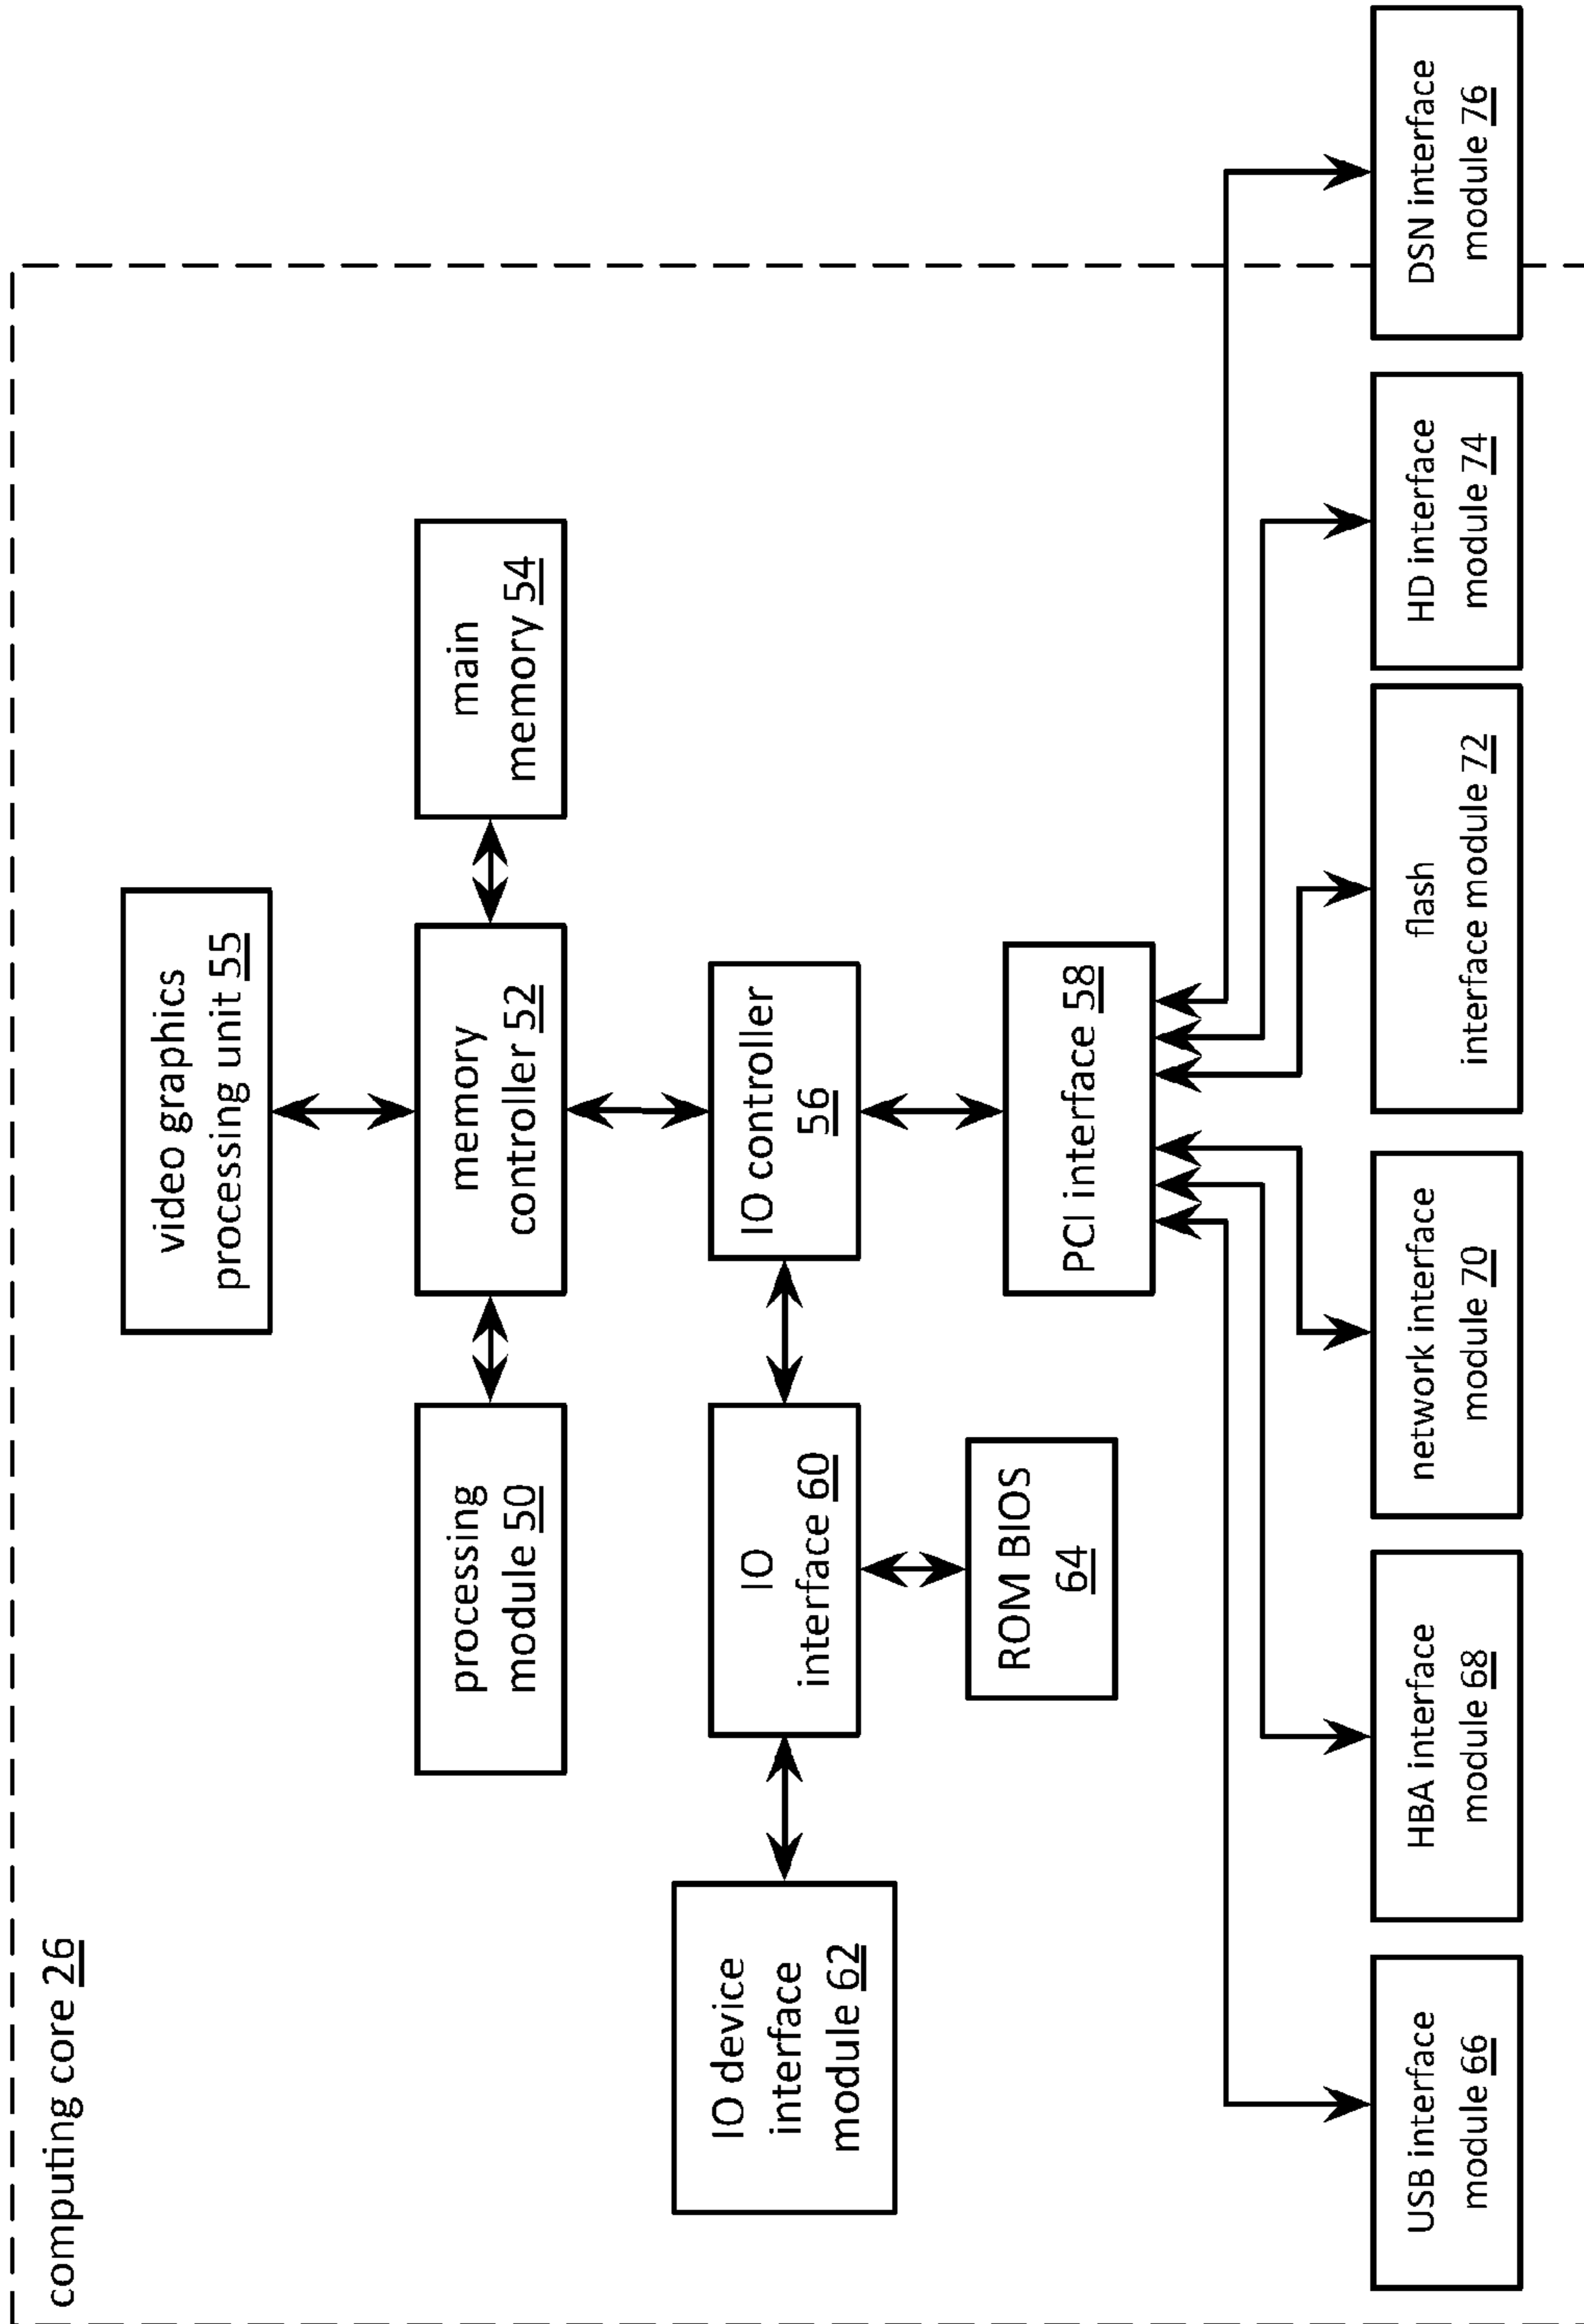 computing core 26
video graphics
processing unit 55
processing
module 50
memory
controller 52
main
memory 54
IO device
interface
module 62
IO
interface 60
IO controller
56
ROM BIOS
64
PCI interface 58
USB interface
module 66
HBA interface
module 68
network interface
module 70
flash
interface module 72
HD interface
module 74
DSN interface
module 76